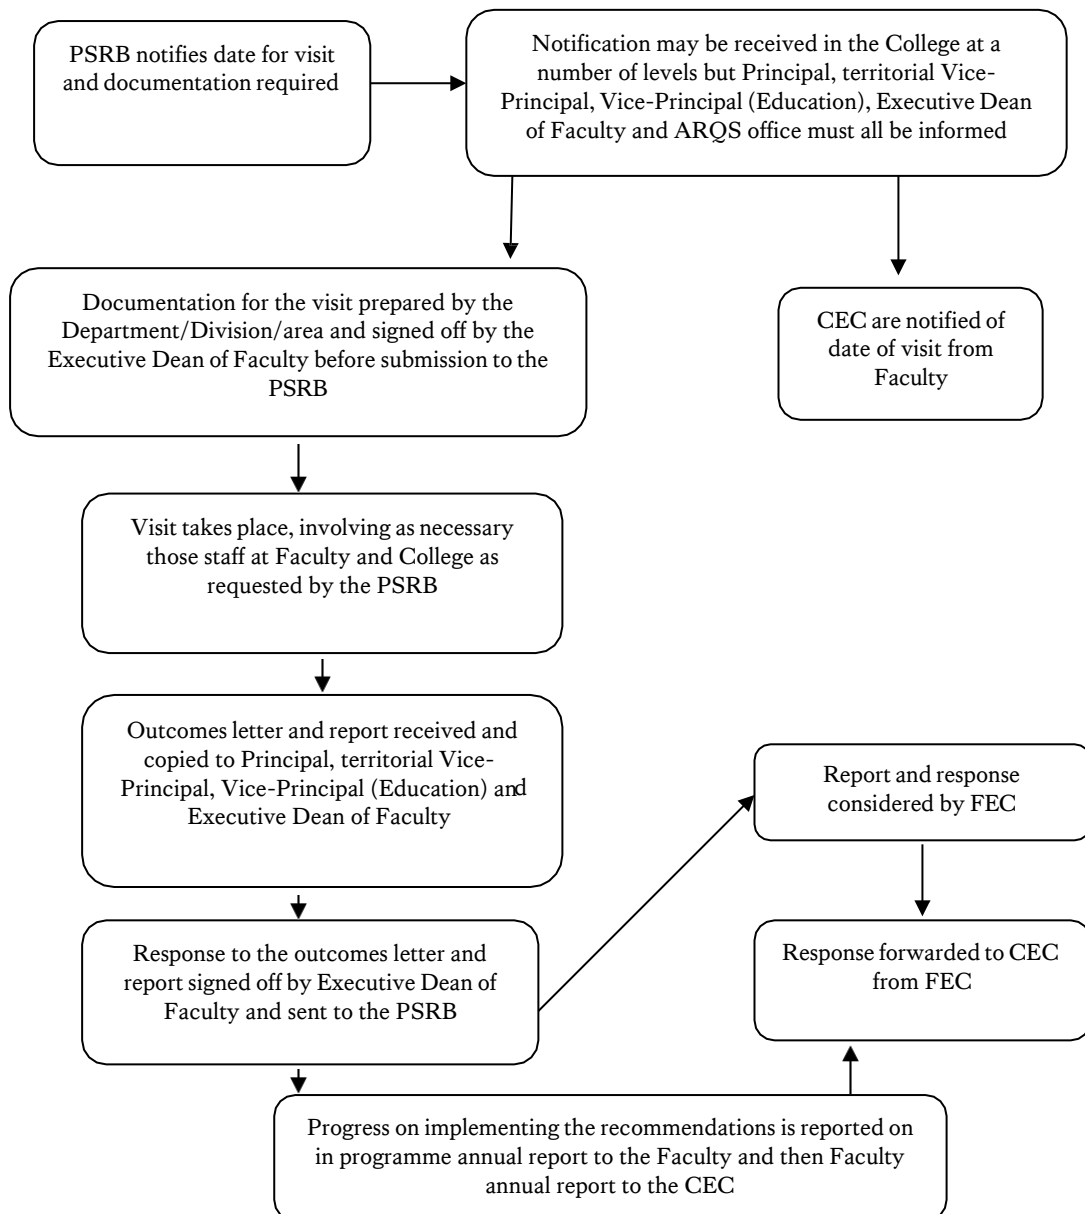 PSRB notifies date for visit
and documentation required
Notification may be received in the College at a
number of levels but Principal, territorial Vice-
Principal, Vice-Principal (Education), Executive Dean
of Faculty and ARQS office must all be informed
Documentation for the visit prepared by the
Department/Division/area and signed off by the
Executive Dean of Faculty before submission to the
PSRB
CEC are notified of
date of visit from
Faculty
Visit takes place, involving as necessary
those staff at Faculty and College as
requested by the PSRB
Outcomes letter and report received and
copied to Principal, territorial Vice-
Principal, Vice-Principal (Education) and
Executive Dean of Faculty
Report and response
considered by FEC
Response to the outcomes letter and
report signed off by Executive Dean of
Faculty and sent to the PSRB
Response forwarded to CEC
from FEC
Progress on implementing the recommendations is reported on
in programme annual report to the Faculty and then Faculty
annual report to the CEC